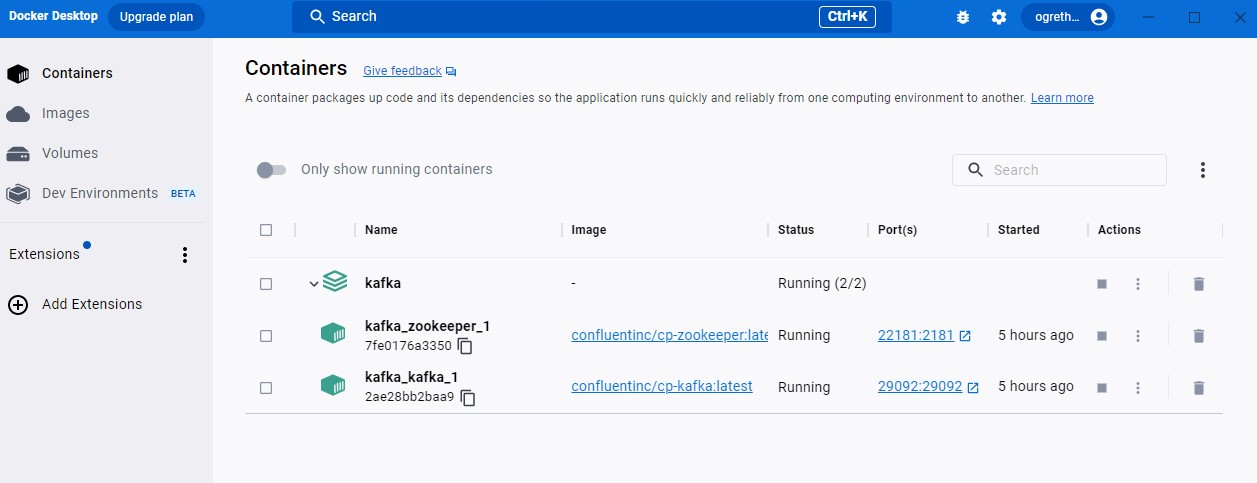 Docker Desktop Upgrade plan Search Ctrl+K ogreth...
Containers
Images
Volumes
Dev Environments BETA
Extensions
Add Extensions
Containers Give feedback
A container packages up code and its dependencies so the application runs quickly and reliably from one computing environment to another. Learn more
Only show running containers Search
Name Image Status Port(s) Started Actions
kafka - Running (2/2)
kafka_zookeeper_1 confluentinc/cp-zookeeper:late Running 22181:2181 5 hours ago
7fe0176a3350
kafka_kafka_1 confluentinc/cp-kafka:latest Running 29092:29092 5 hours ago
2ae28bb2baa9